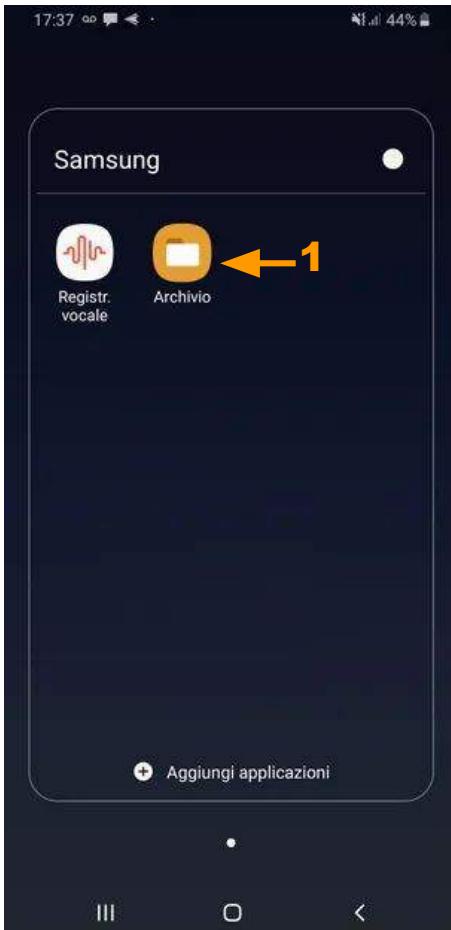 17:37
44%
Samsung
1
Registr.
vocale
Archivio
Aggiungi applicazioni